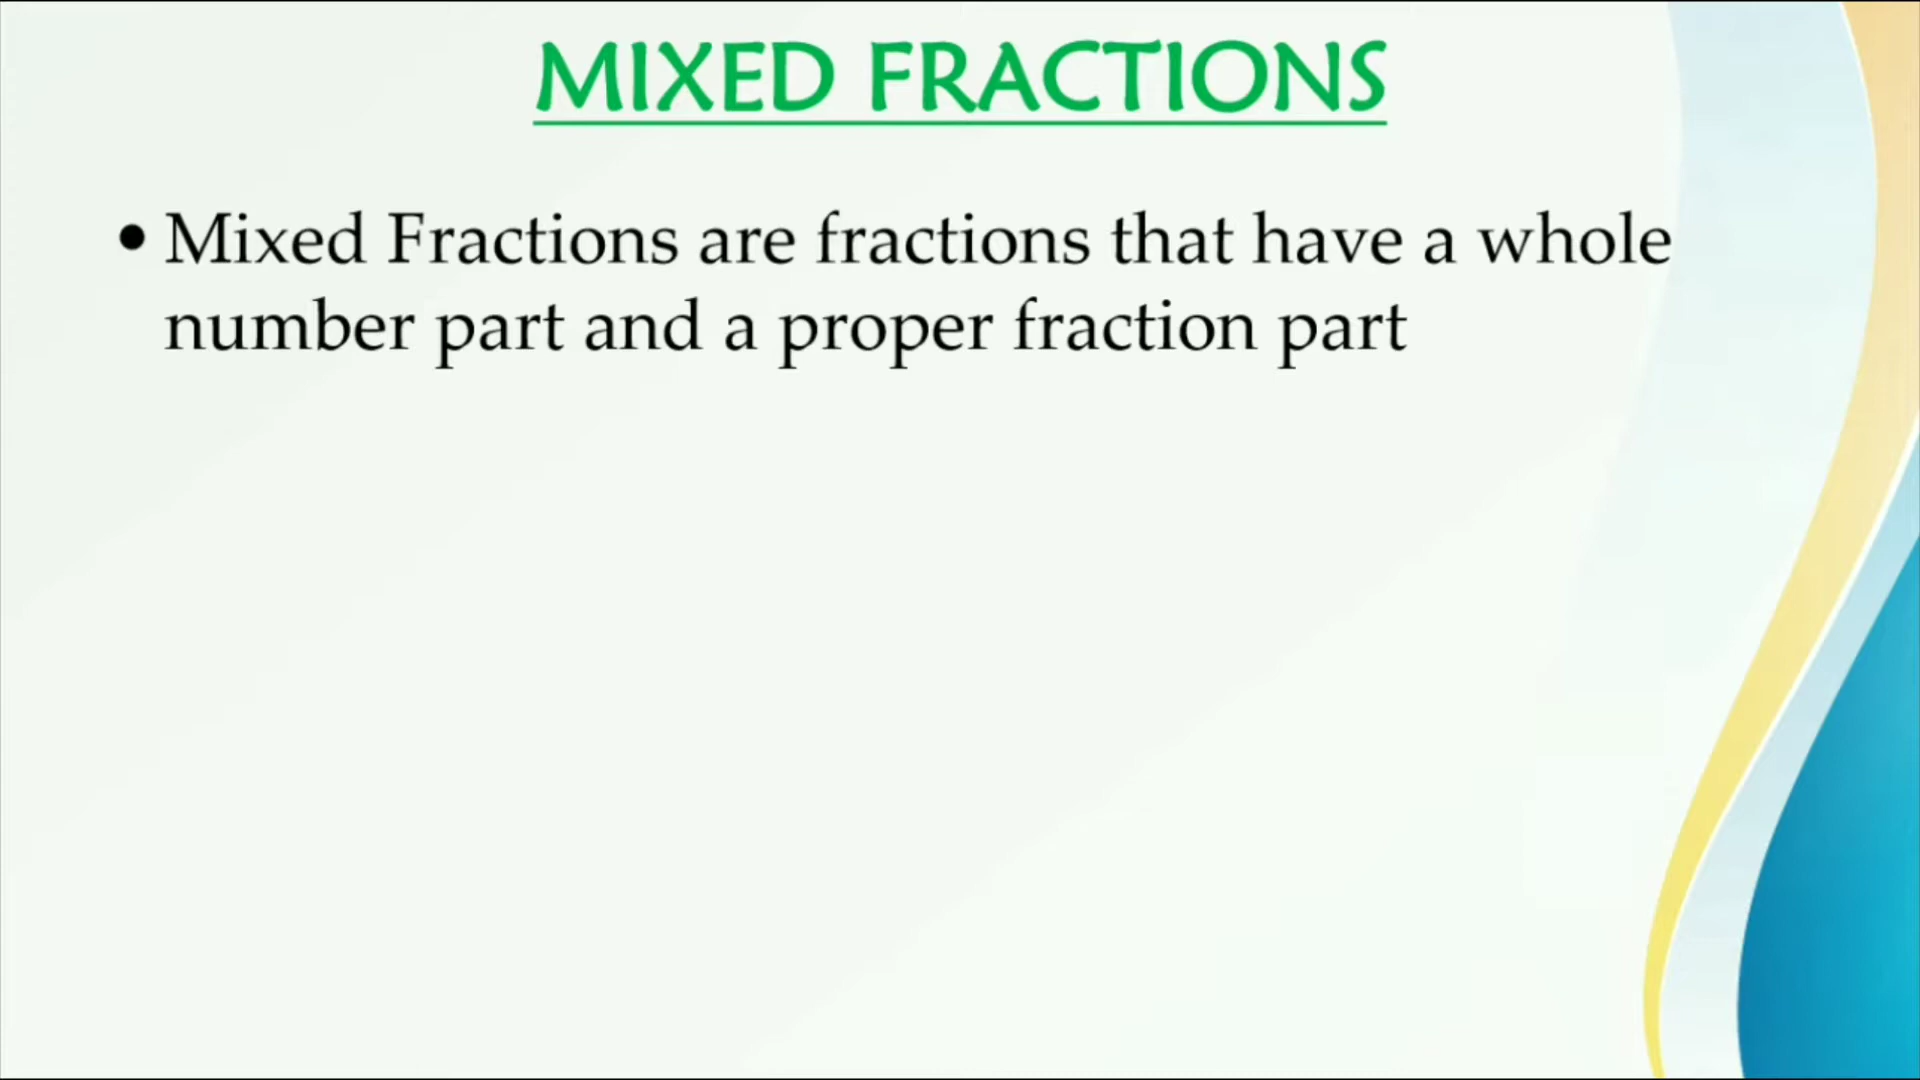 MIXED FRACTIONS
• Mixed Fractions are fractions that have a whole
number part and a proper fraction part